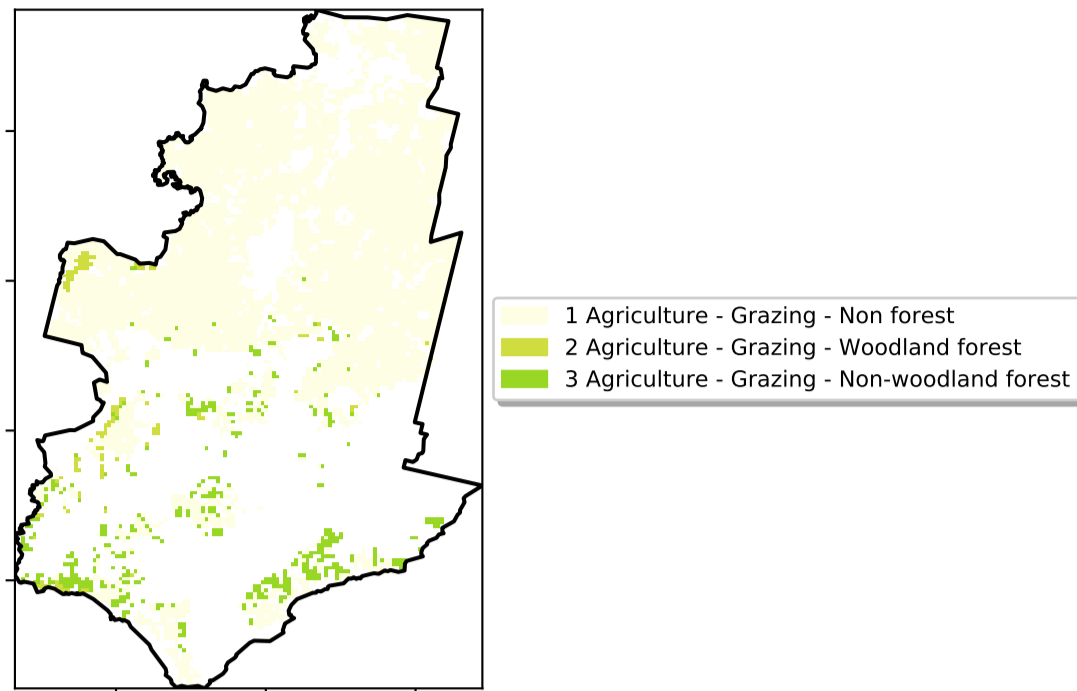 1 Agriculture - Grazing - Non forest
2 Agriculture - Grazing - Woodland forest
3 Agriculture - Grazing - Non-woodland forest